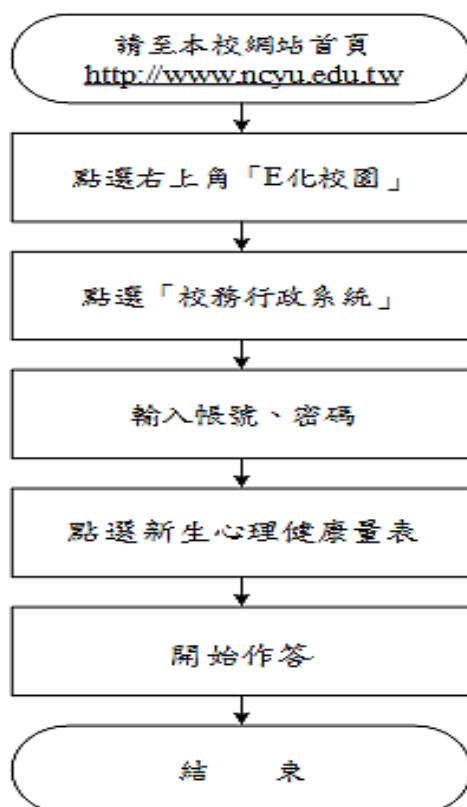 請至本校網站首頁
http://www.ncyu.edu.tw
點選右上角「E化校園」
點選「校務行政系統」
輸入帳號、密碼
點選新生心理健康量表
開始作答
結　　束